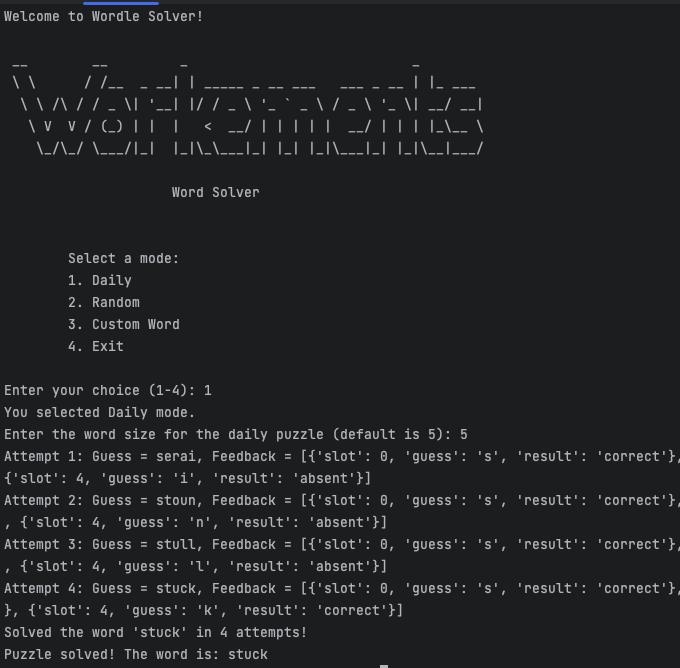 Welcome to Wordle Solver!
Workements
Word Solver
Select a mode:
1. Daily
2. Random
3. Custom Word
4. Exit
Enter your choice (1-4): 1
You selected Daily mode.
Enter the word size for the daily puzzle (default is 5): 5
Attempt 1: Guess = serai, Feedback = [{'slot': 0, 'guess': 's', 'result': 'correct'},
{'slot': 4, 'guess': 'i', 'result': 'absent'}]
Attempt 2: Guess = stoun, Feedback = [{'slot': 0, 'guess': 's', 'result': 'correct'},
, {'slot': 4, 'guess': 'n', 'result': 'absent'}]
Attempt 3: Guess = stull, Feedback = [{'slot': 0, 'guess': 's', 'result': 'correct'},
, {'slot': 4, 'guess': 'l', 'result': 'absent'}]
Attempt 4: Guess = stuck, Feedback = [{'slot': 0, 'guess': 's', 'result': 'correct'},
}, {'slot': 4, 'guess': 'k', 'result': 'correct'}]
Solved the word 'stuck' in 4 attempts!
Puzzle solved! The word is: stuck